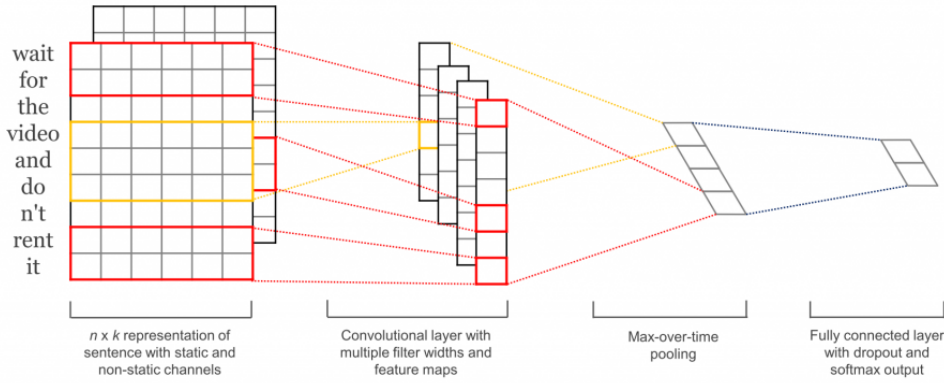 wait
for
the
video
and
do
n't
rent
it
n x k representation of
sentence with static and
non-static channels
Convolutional layer with
multiple filter widths and
feature maps
Max-over-time
pooling
Fully connected layer
with dropout and
softmax output